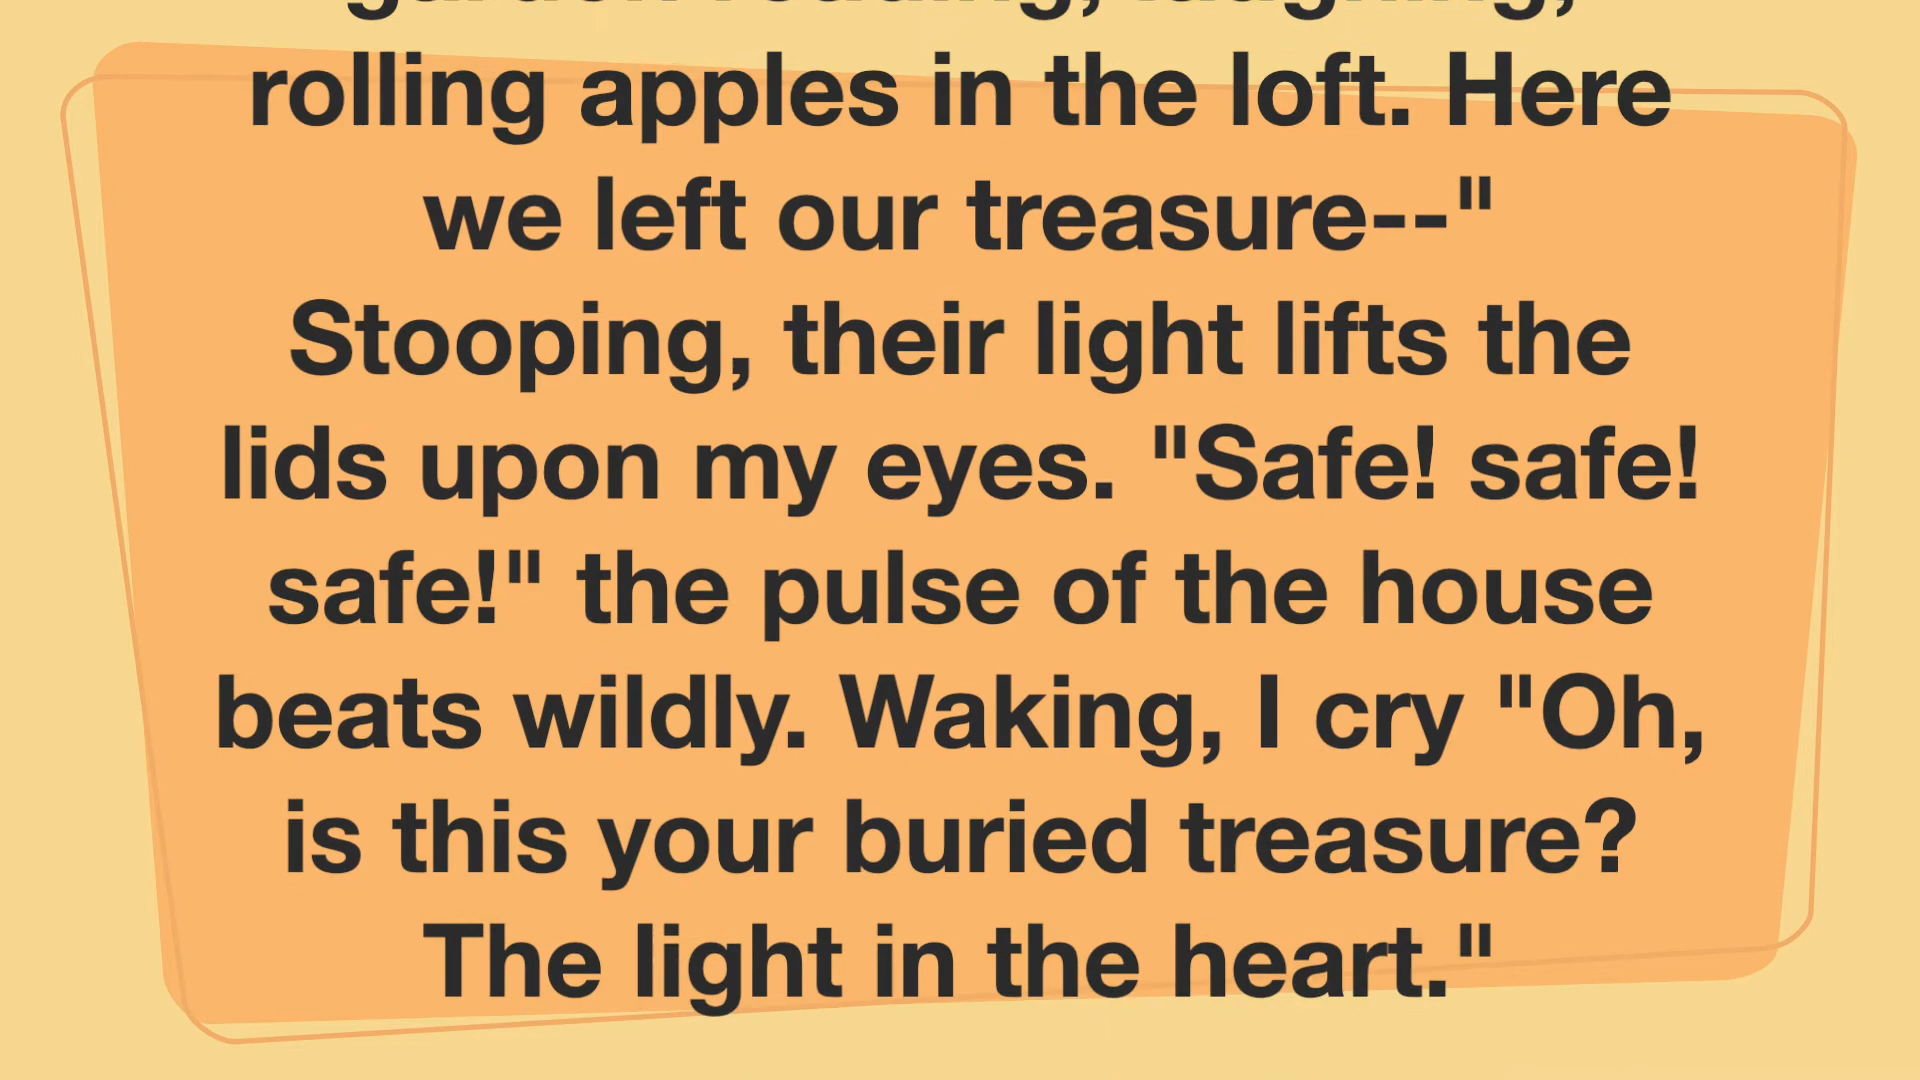 rolling apples in the loft. Here
we left our treasure--"
Stooping, their light lifts the
lids upon my eyes. "Safe! safe!
safe!" the pulse of the house
beats wildly. Waking, I cry "Oh,
is this your buried treasure?
The light in the heart."